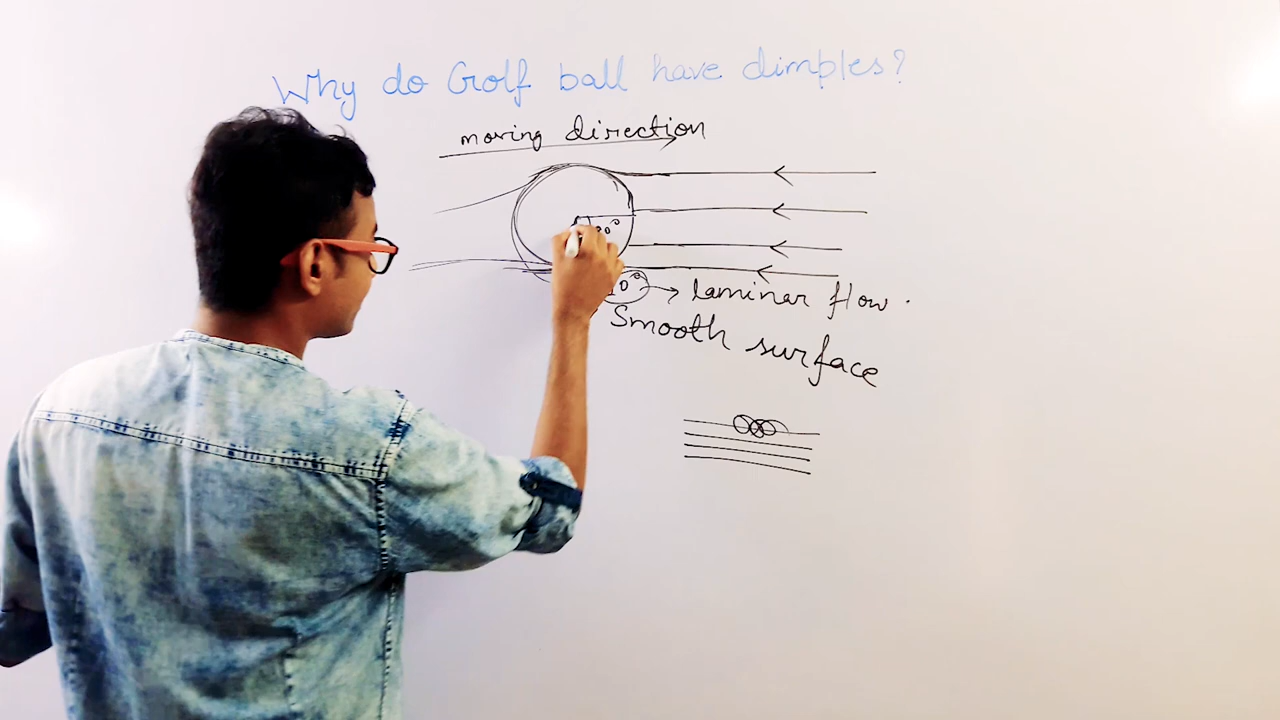 Why do Golf ball have dimples?
moving direction
laminar flow.
Smooth surface